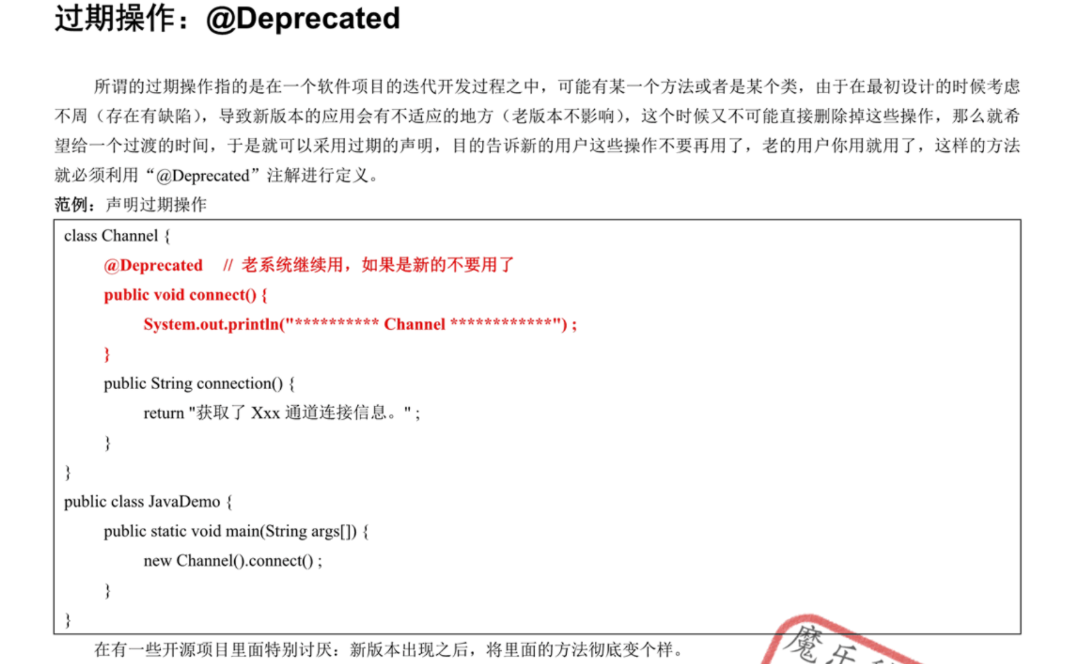 过期操作：@Deprecated
所谓的过期操作指的是在一个软件项目的迭代开发过程之中，可能有某一个方法或者是某个类，由于在最初设计的时候考虑
不周（存在有缺陷），导致新版本的应用会有不适应的地方（老版本不影响），这个时候又不可能直接删除掉这些操作，那么就希
望给一个过渡的时间，于是就可以采用过期的声明，目的告诉新的用户这些操作不要再用了，老的用户你用就用了，这样的方法
就必须利用“@Deprecated”注解进行定义。
范例：声明过期操作
class Channel {
@Deprecated // 老系统继续用，如果是新的不要用了
public void connect() {
System.out.println("********** Channel ************") ;
}
public String connection() {
return "获取了 Xxx 通道连接信息。" ;
}
}
public class JavaDemo {
public static void main(String args[]) {
new Channel().connect() ;
}
}
在有一些开源项目里面特别讨厌：新版本出现之后，将里面的方法彻底变个样。
魔乐